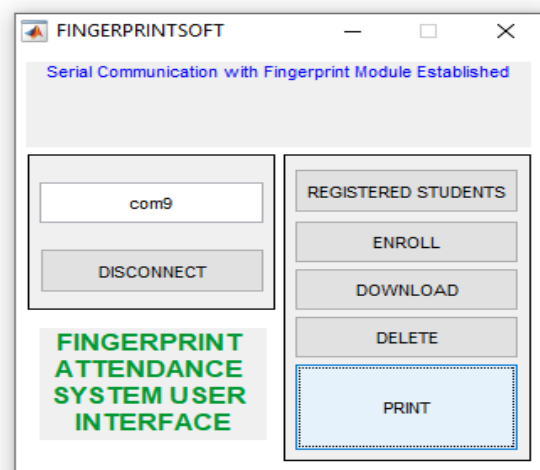 FINGERPRINTSOFT
Serial Communication with Fingerprint Module Established
com9
DISCONNECT
REGISTERED STUDENTS
ENROLL
DOWNLOAD
DELETE
PRINT
FINGERPRINT
ATTENDANCE
SYSTEM USER
INTERFACE